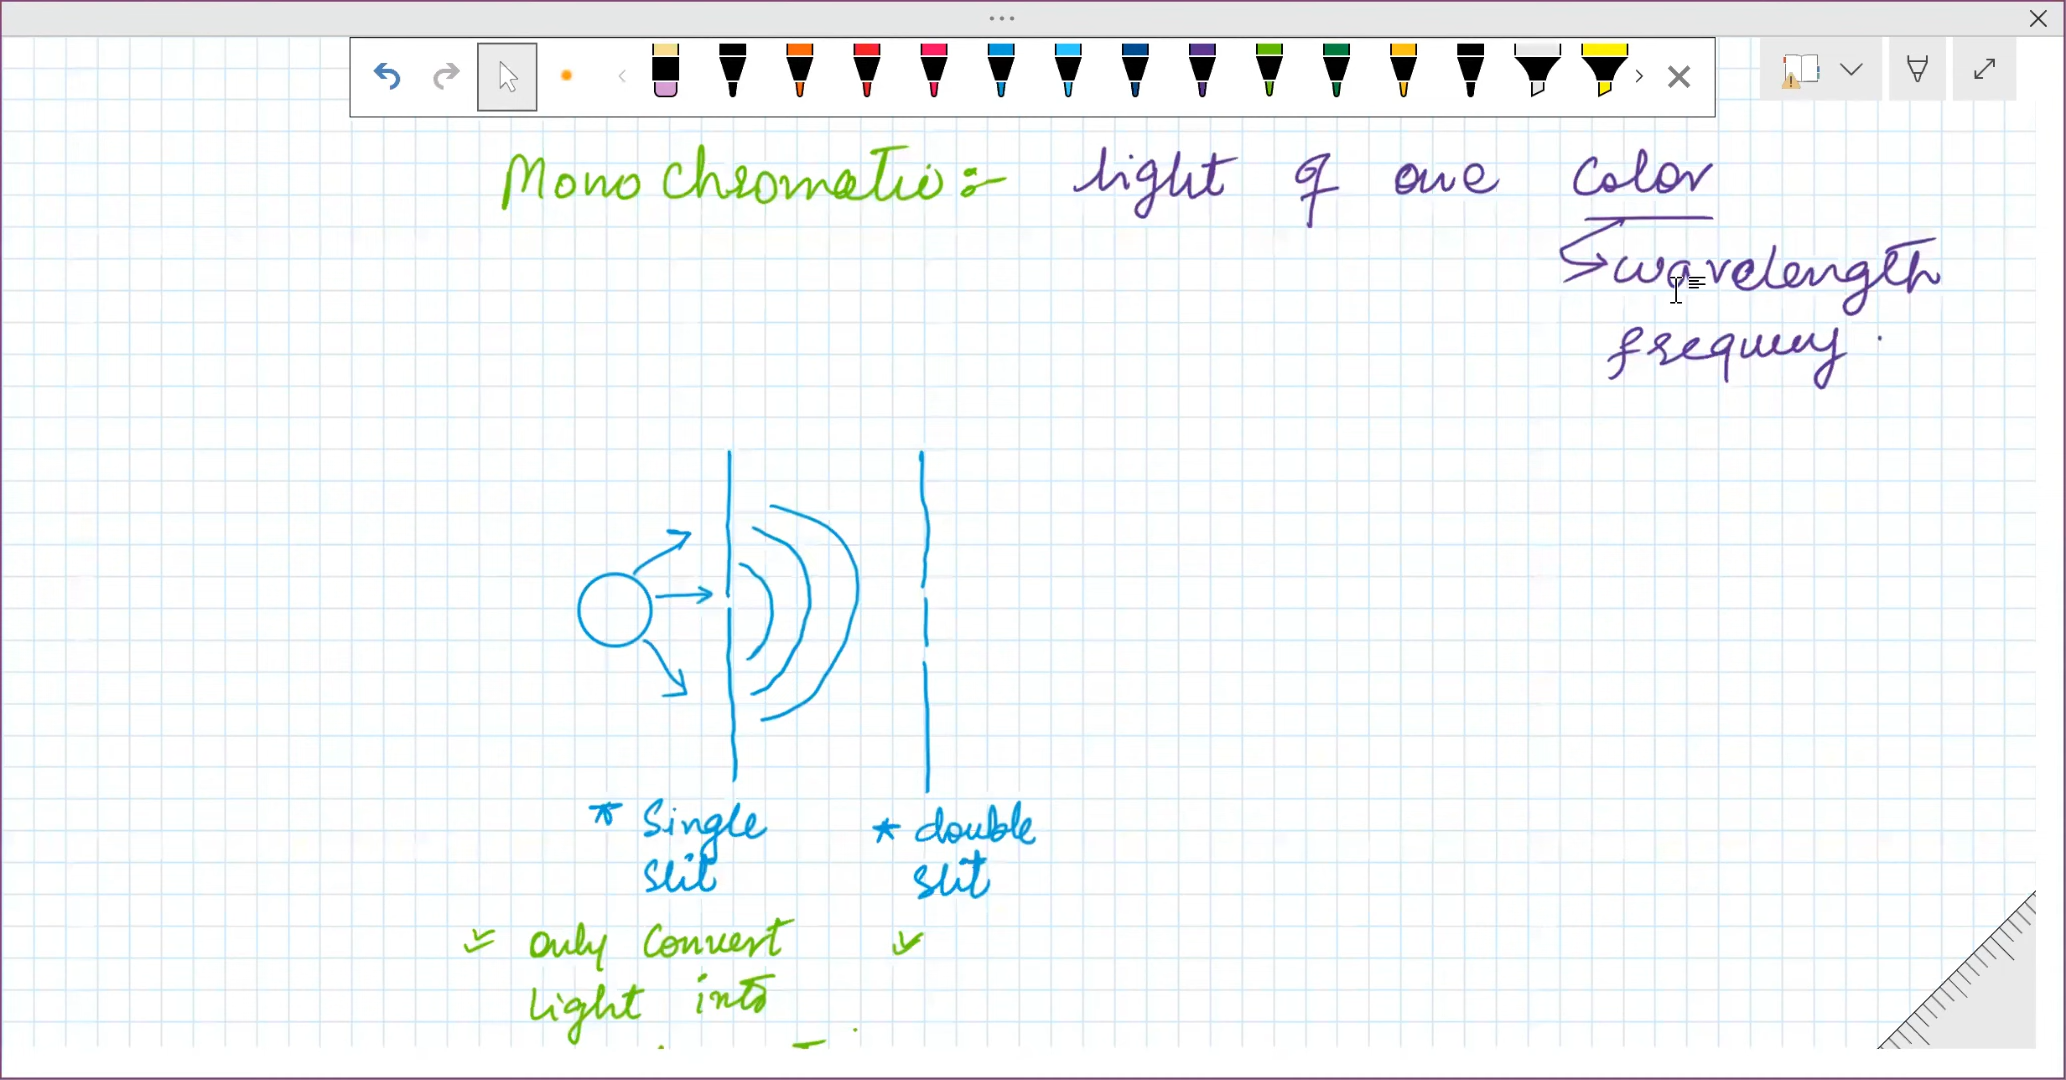 Mono Chromatic :- light of one Color
wavelength
frequency .
* Single
slit
* double
slit
only Convert
light into